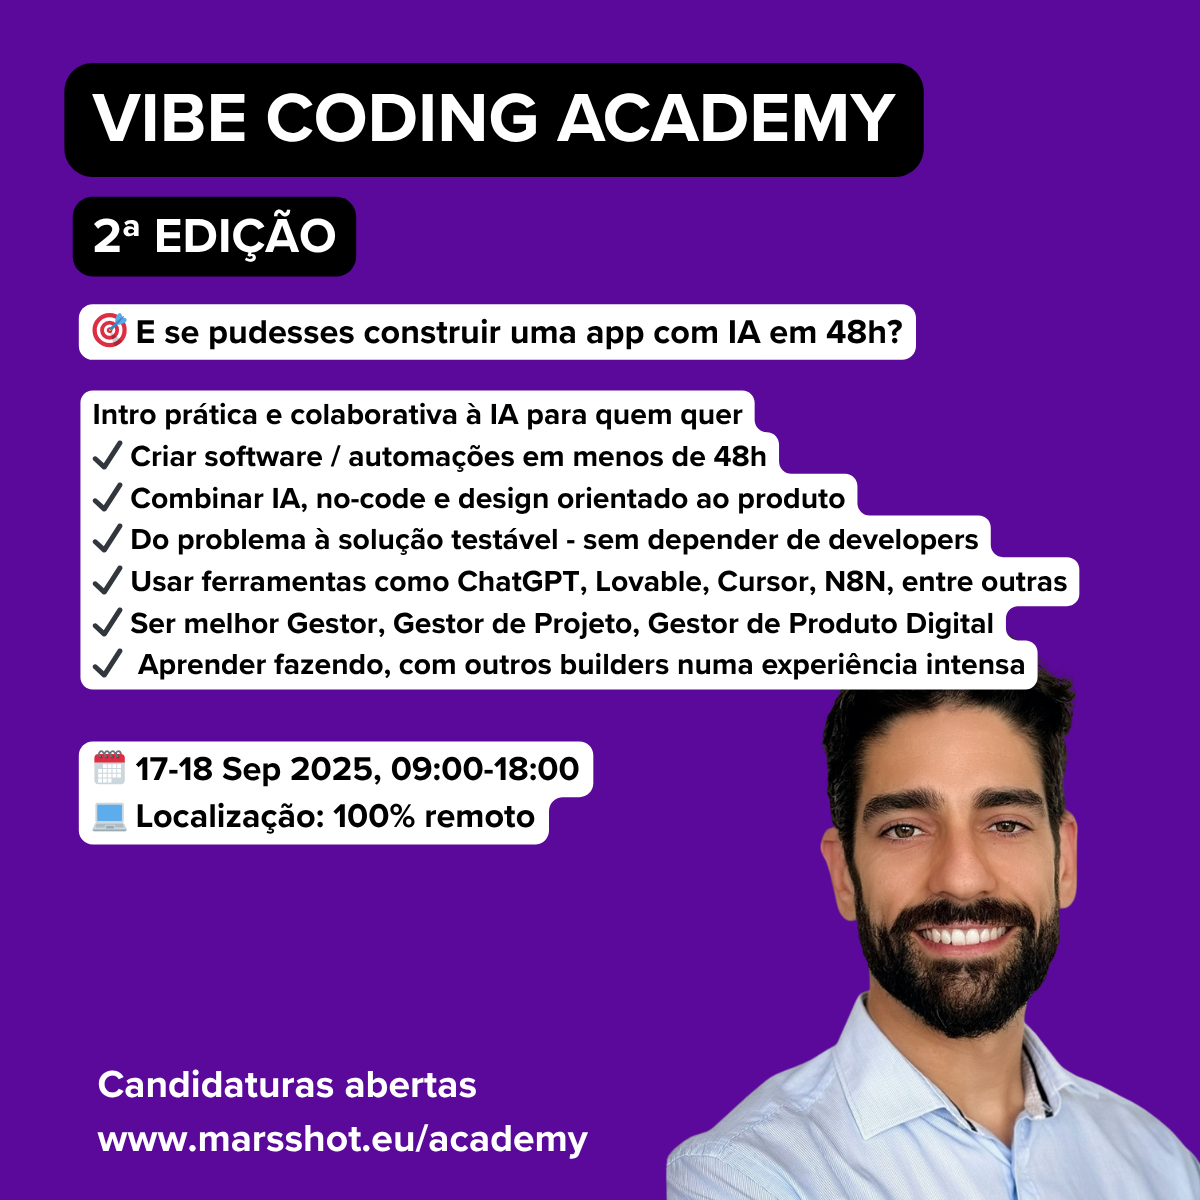 VIBE CODING ACADEMY
2ª EDIÇÃO
🎯 E se pudesses construir uma app com IA em 48h?
Intro prática e colaborativa à IA para quem quer
✓ Criar software / automações em menos de 48h
✓ Combinar IA, no-code e design orientado ao produto
✓ Do problema à solução testável - sem depender de developers
✓ Usar ferramentas como ChatGPT, Lovable, Cursor, N8N, entre outras
✓ Ser melhor Gestor, Gestor de Projeto, Gestor de Produto Digital
✓ Aprender fazendo, com outros builders numa experiência intensa
🗓️ 17-18 Sep 2025, 09:00-18:00
💻 Localização: 100% remoto
Candidaturas abertas
www.marsshot.eu/academy